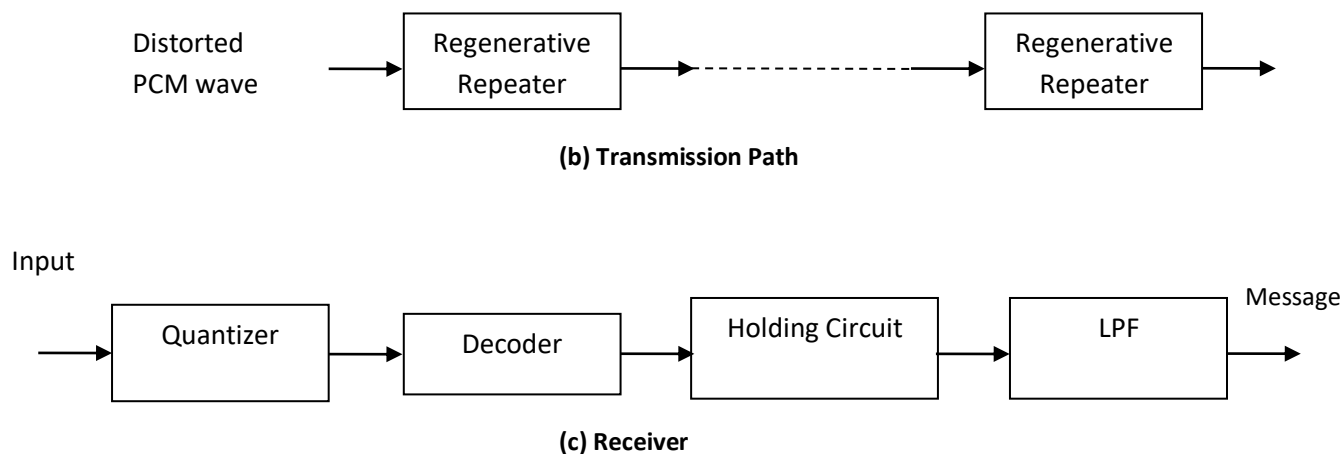 Distorted
PCM wave
Regenerative
Repeater
Regenerative
Repeater
(b) Transmission Path
Input
Quantizer
Decoder
Holding Circuit
LPF
Message
(c) Receiver